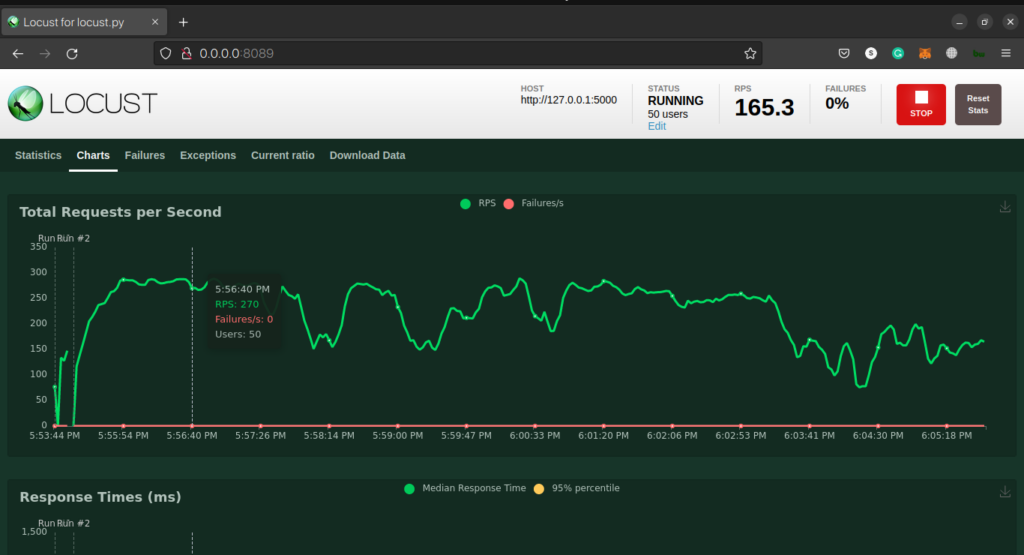 Locust for locust.py
0.0.0.0:8089
LOCUST
HOST
http://127.0.0.1:5000
STATUS
RUNNING
50 users
Edit
RPS
165.3
FAILURES
0%
STOP
Reset
Stats
Statistics Charts Failures Exceptions Current ratio Download Data
Total Requests per Second
RPS Failures/s
Run #2
350
300
250
200
150
100
50
0
5:56:40 PM
RPS: 270
Failures/s: 0
Users: 50
5:53:44 PM 5:55:54 PM 5:56:40 PM 5:57:26 PM 5:58:14 PM 5:59:00 PM 5:59:47 PM 6:00:33 PM 6:01:20 PM 6:02:06 PM 6:02:53 PM 6:03:41 PM 6:04:30 PM 6:05:18 PM
Response Times (ms)
Median Response Time 95% percentile
Run #2
1,500